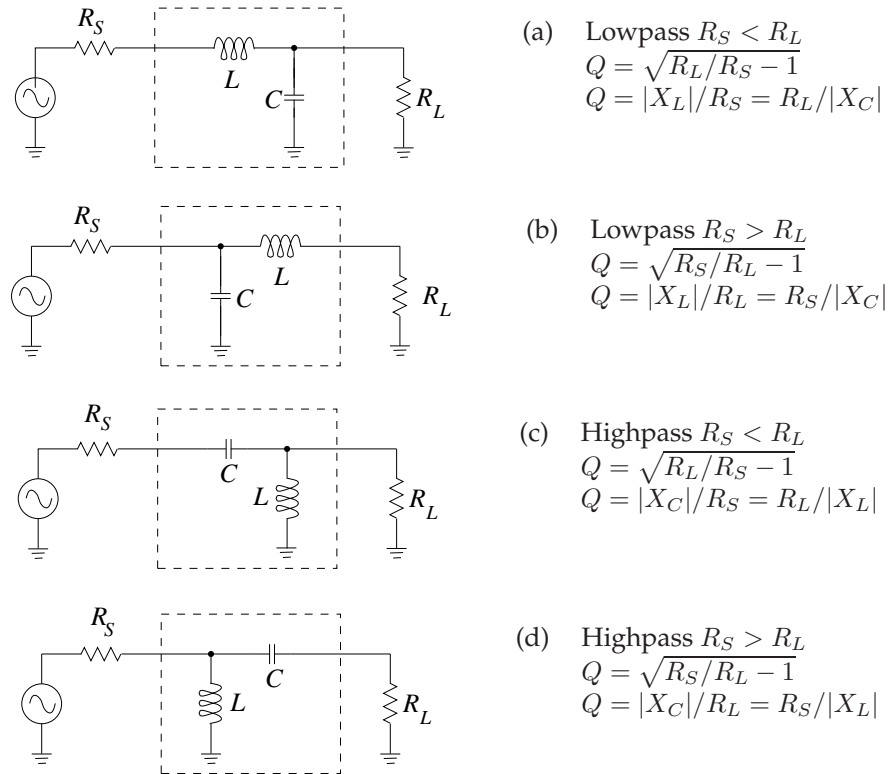 R_S
L
C
R_L
(a) Lowpass R_S < R_L
Q = √(R_L/R_S − 1)
Q = |X_L|/R_S = R_L/|X_C|
R_S
C
L
R_L
(b) Lowpass R_S > R_L
Q = √(R_S/R_L − 1)
Q = |X_L|/R_L = R_S/|X_C|
R_S
C
L
R_L
(c) Highpass R_S < R_L
Q = √(R_L/R_S − 1)
Q = |X_C|/R_S = R_L/|X_L|
R_S
C
L
R_L
(d) Highpass R_S > R_L
Q = √(R_S/R_L − 1)
Q = |X_C|/R_L = R_S/|X_L|